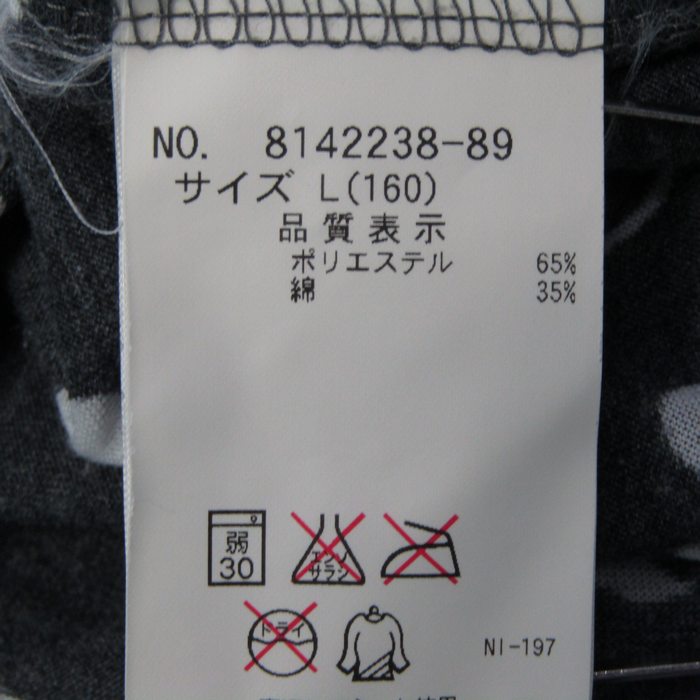 NO. 8142238-89
サイズ L(160)
品質表示
ポリエステル 65%
綿 35%
弱
30
エンソ
サラシ
ドライ
NI-197